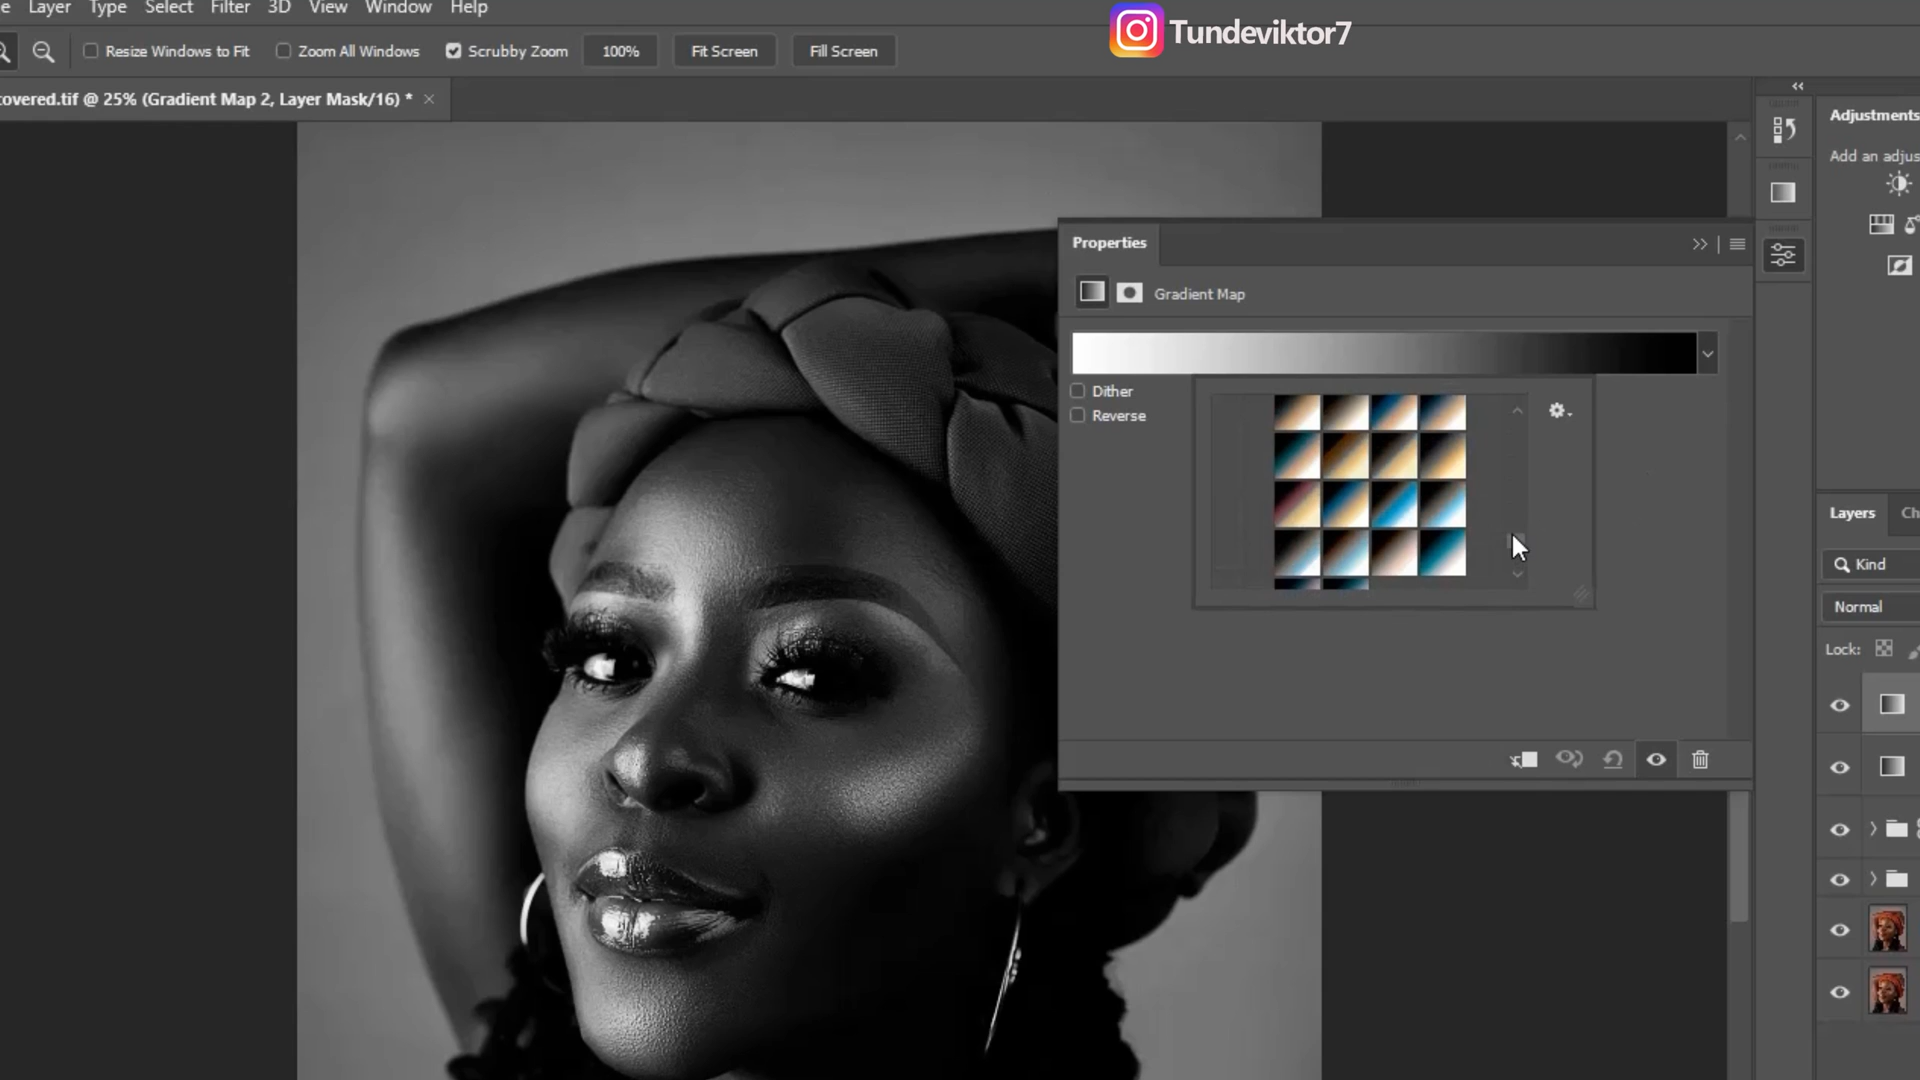 Layer Type Select Filter 3D View Window Help
Tundeviktor7
Resize Windows to Fit Zoom All Windows Scrubby Zoom 100% Fit Screen Fill Screen
covered.tif @ 25% (Gradient Map 2, Layer Mask/16) *
Adjustments
Add an adjus
Properties
Gradient Map
Dither
Reverse
Layers Ch
Kind
Normal
Lock: